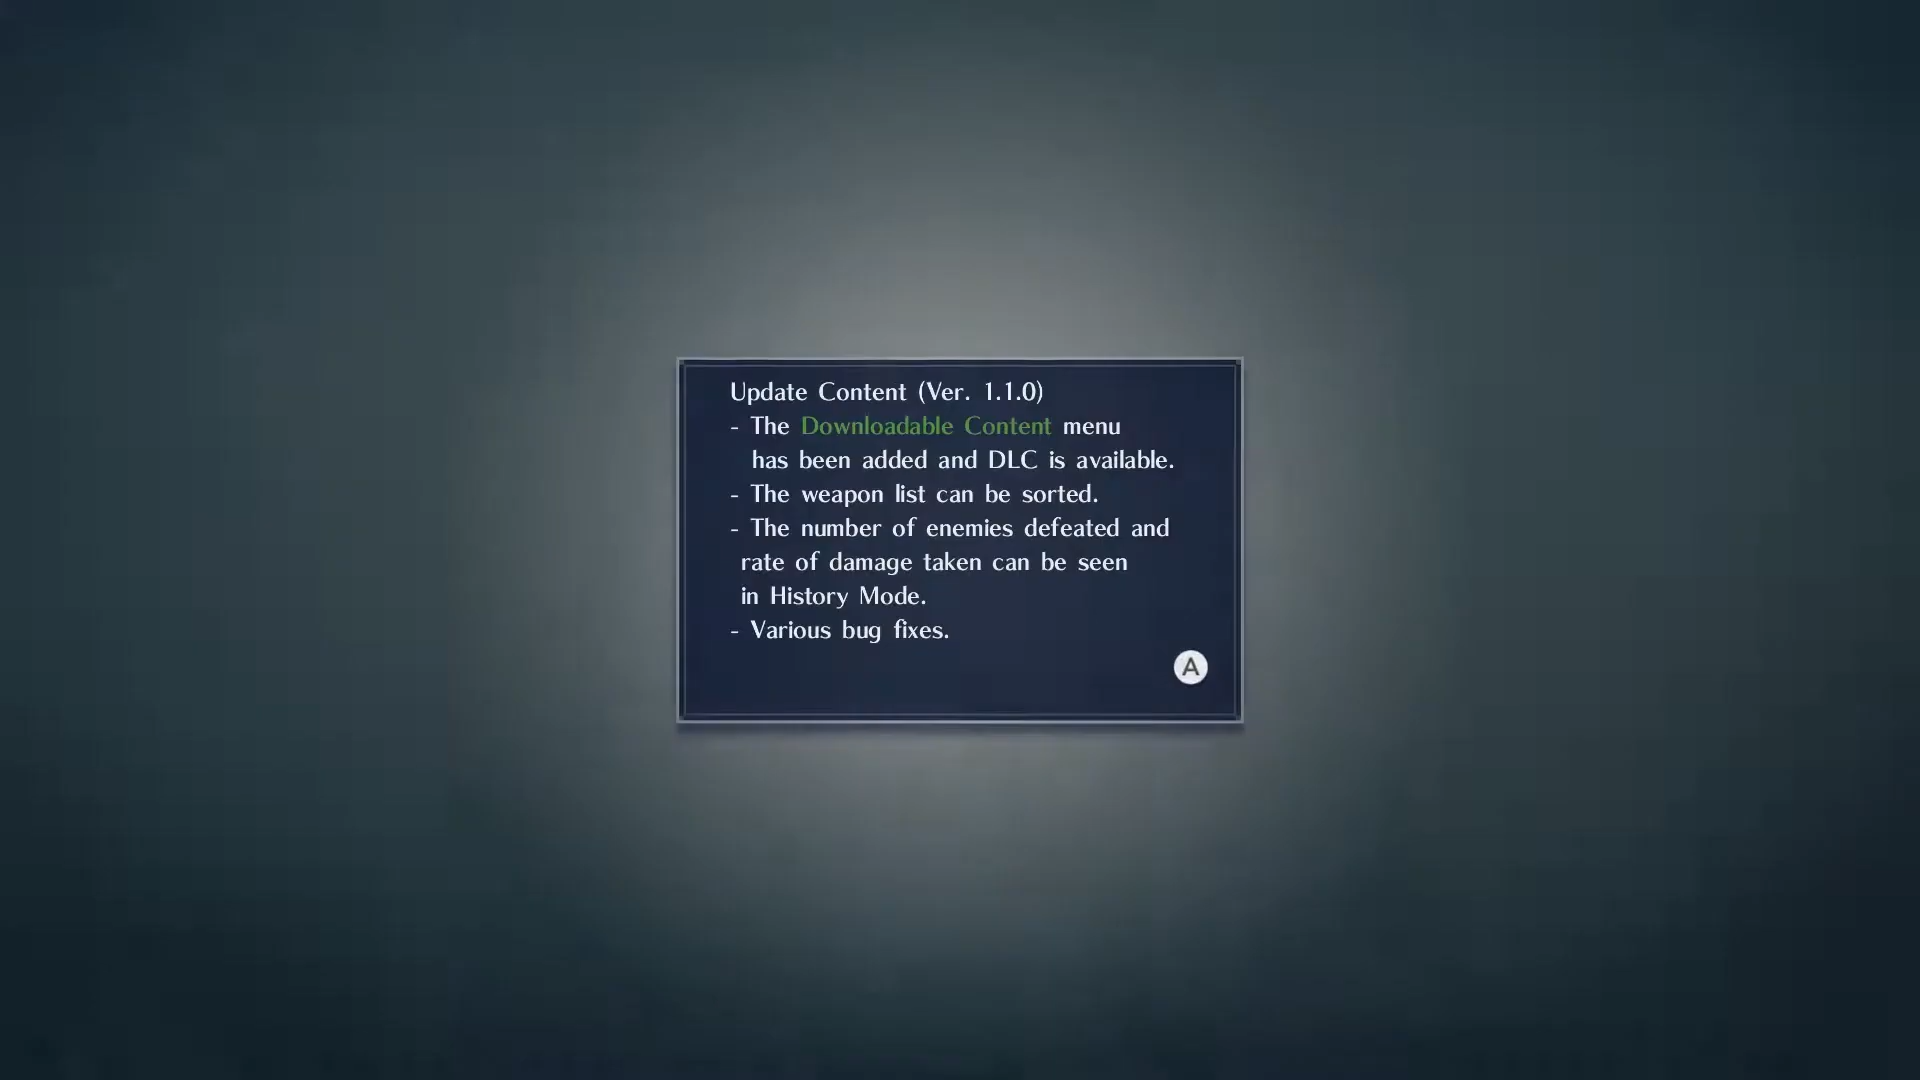 Update Content (Ver. 1.1.0)
- The Downloadable Content menu
has been added and DLC is available.
- The weapon list can be sorted.
- The number of enemies defeated and
rate of damage taken can be seen
in History Mode.
- Various bug fixes.
A